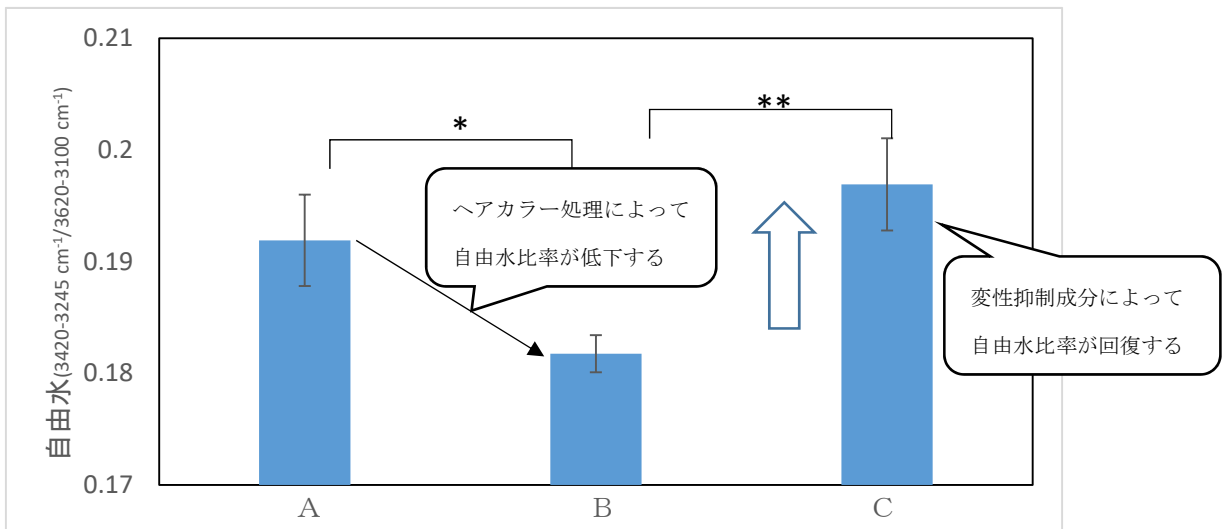 0.21
0.2
0.19
0.18
0.17
自由水(3420-3245 cm⁻¹/3620-3100 cm⁻¹)
*
**
ヘアカラー処理によって
自由水比率が低下する
変性抑制成分によって
自由水比率が回復する
A
B
C